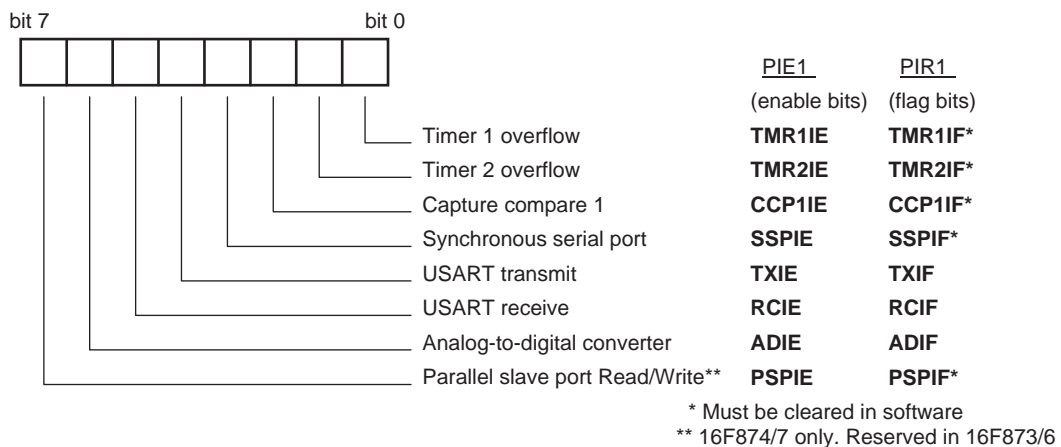 bit 7 bit 0
PIE1 PIR1
(enable bits) (flag bits)
Timer 1 overflow TMR1IE TMR1IF*
Timer 2 overflow TMR2IE TMR2IF*
Capture compare 1 CCP1IE CCP1IF*
Synchronous serial port SSPIE SSPIF*
USART transmit TXIE TXIF
USART receive RCIE RCIF
Analog-to-digital converter ADIE ADIF
Parallel slave port Read/Write** PSPIE PSPIF*
* Must be cleared in software
** 16F874/7 only. Reserved in 16F873/6